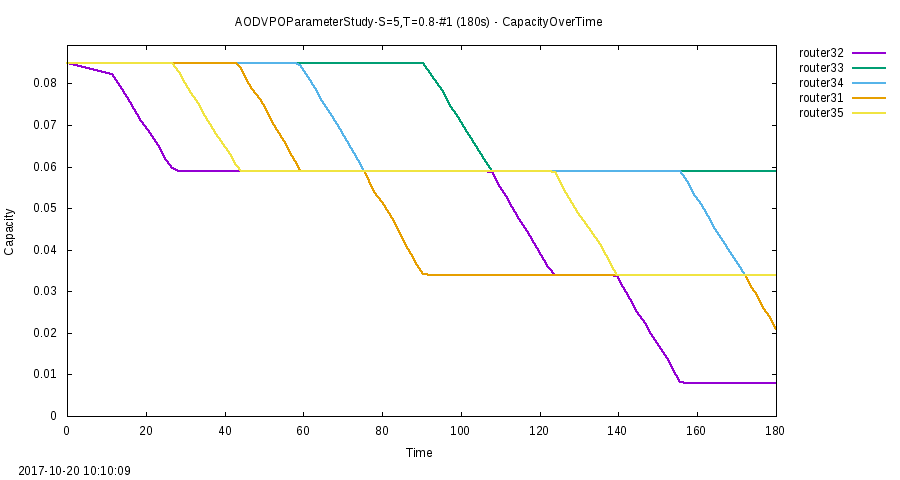 AODVPOParameterStudy-S=5,T=0.8-#1 (180s) - CapacityOverTime
router32
router33
router34
router31
router35
0.08
0.07
0.06
0.05
0.04
0.03
0.02
0.01
0
Capacity
0 20 40 60 80 100 120 140 160 180
Time
2017-10-20 10:10:09